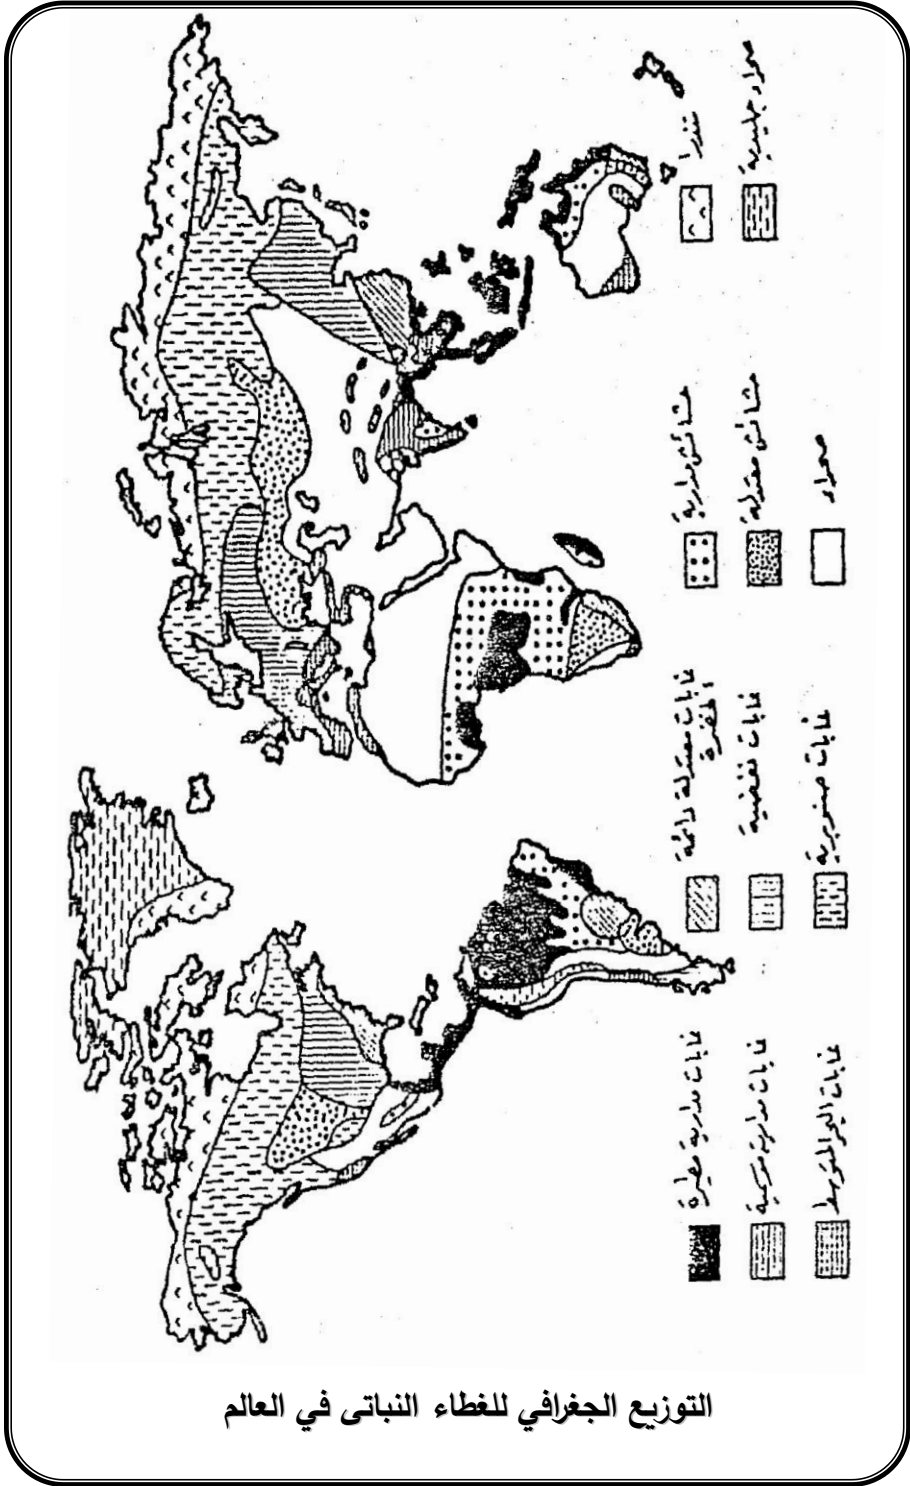 تندرا
صحراء جليدية
حشائش مدارية
حشائش معتدلة
صحراء
غابات معتدلة دائمة
الخضرة
غابات نفضية
غابات صنوبرية
غابات مدارية مطيرة
غابات مدارية موسمية
غابات البحر المتوسط
التوزيع الجغرافي للغطاء النباتى في العالم